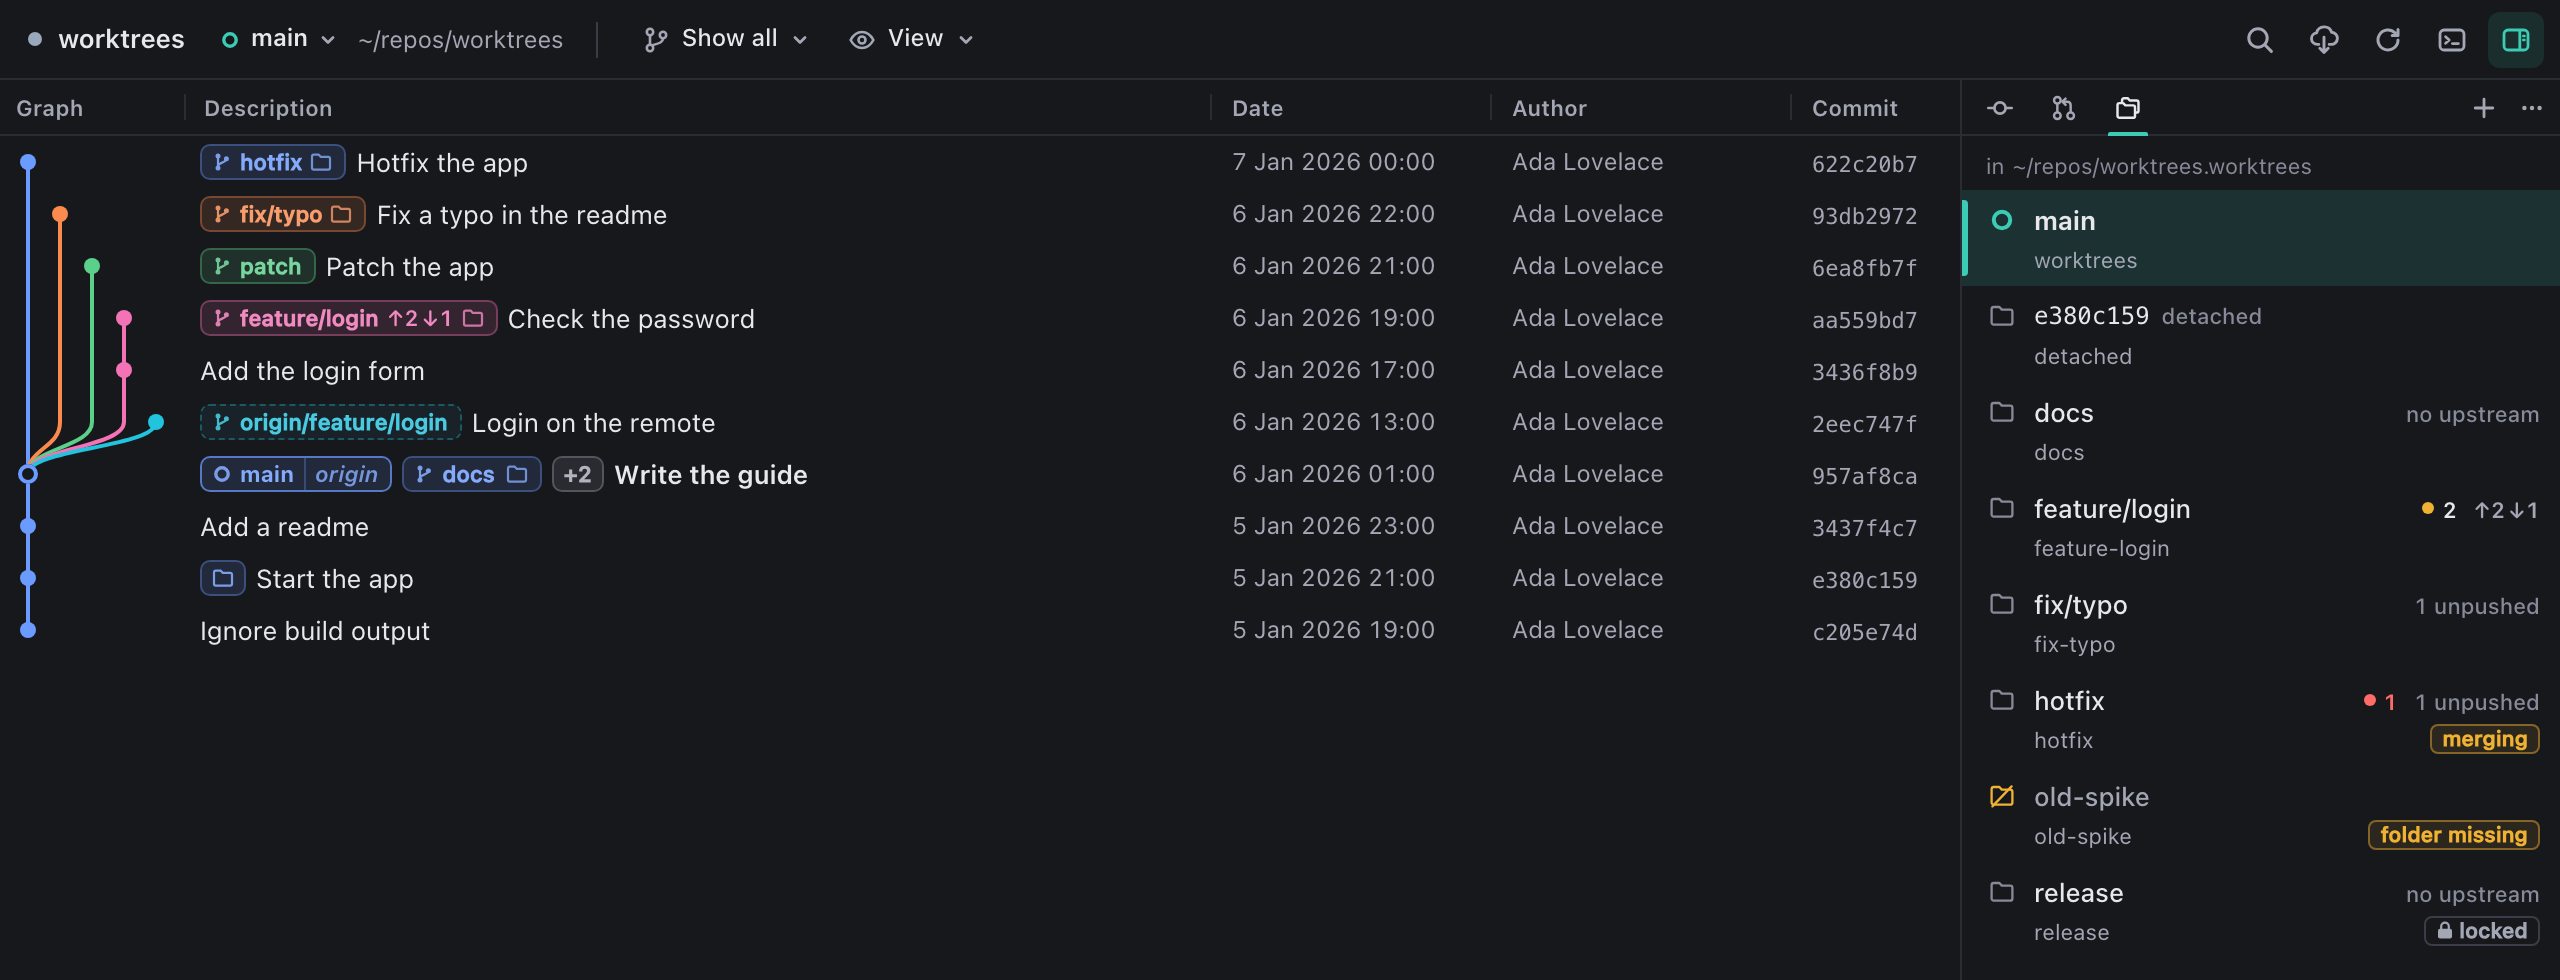 worktrees main ~/repos/worktrees Show all View
Graph Description Date Author Commit
hotfix Hotfix the app 7 Jan 2026 00:00 Ada Lovelace 622c20b7
fix/typo Fix a typo in the readme 6 Jan 2026 22:00 Ada Lovelace 93db2972
patch Patch the app 6 Jan 2026 21:00 Ada Lovelace 6ea8fb7f
feature/login ↑2↓1 Check the password 6 Jan 2026 19:00 Ada Lovelace aa559bd7
Add the login form 6 Jan 2026 17:00 Ada Lovelace 3436f8b9
origin/feature/login Login on the remote 6 Jan 2026 13:00 Ada Lovelace 2eec747f
main origin docs +2 Write the guide 6 Jan 2026 01:00 Ada Lovelace 957af8ca
Add a readme 5 Jan 2026 23:00 Ada Lovelace 3437f4c7
Start the app 5 Jan 2026 21:00 Ada Lovelace e380c159
Ignore build output 5 Jan 2026 19:00 Ada Lovelace c205e74d
in ~/repos/worktrees.worktrees
main
worktrees
e380c159 detached
detached
docs no upstream
docs
feature/login 2 ↑2↓1
feature-login
fix/typo 1 unpushed
fix-typo
hotfix 1 1 unpushed
hotfix merging
old-spike
old-spike folder missing
release no upstream
release locked